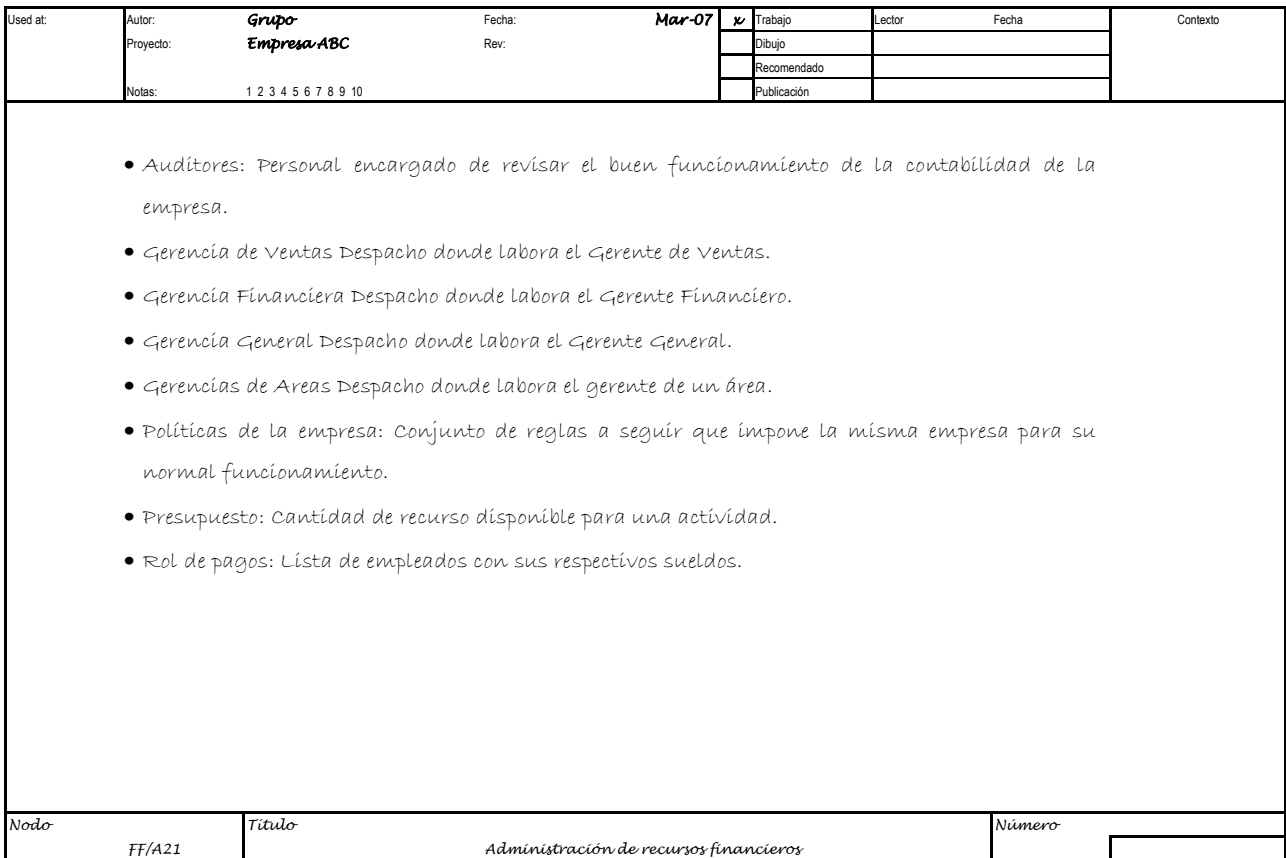 Used at: Autor: Grupo Fecha: Mar-07 x Trabajo Lector Fecha Contexto
Proyecto: Empresa ABC Rev: Dibujo
Recomendado
Notas: 1 2 3 4 5 6 7 8 9 10 Publicación
• Auditores: Personal encargado de revisar el buen funcionamiento de la contabilidad de la
empresa.
• Gerencia de Ventas Despacho donde labora el Gerente de Ventas.
• Gerencia Financiera Despacho donde labora el Gerente Financiero.
• Gerencia General Despacho donde labora el Gerente General.
• Gerencias de Areas Despacho donde labora el gerente de un área.
• Políticas de la empresa: Conjunto de reglas a seguir que impone la misma empresa para su
normal funcionamiento.
• Presupuesto: Cantidad de recurso disponible para una actividad.
• Rol de pagos: Lista de empleados con sus respectivos sueldos.
Nodo Título Número
FF/A21 Administración de recursos financieros